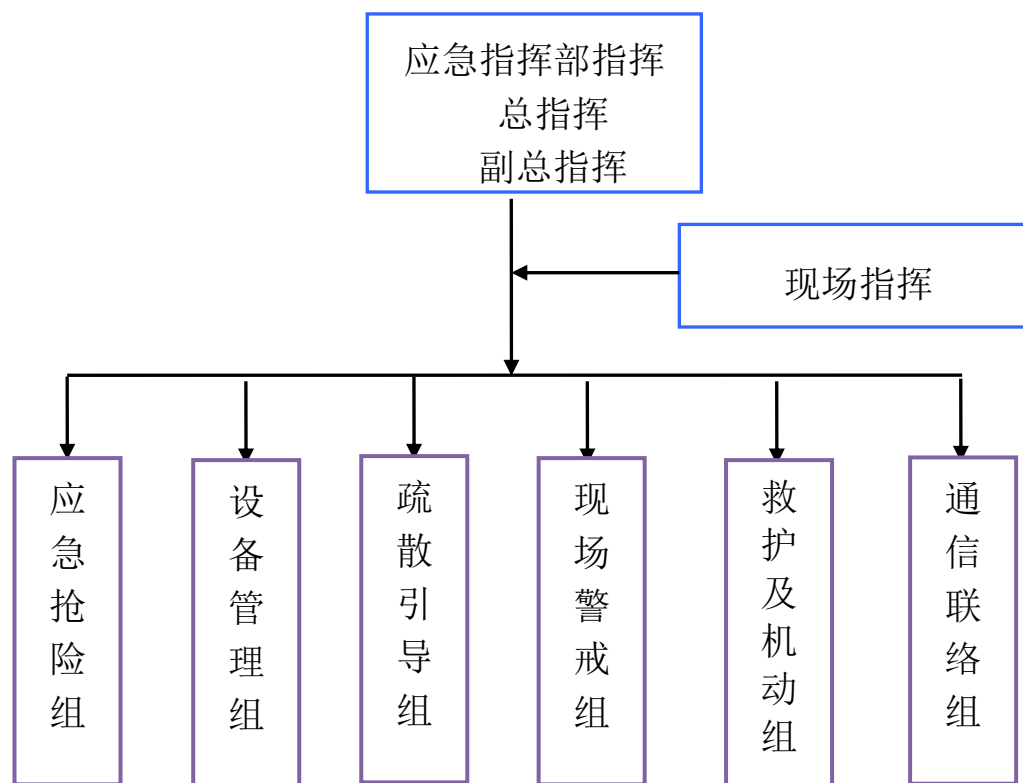 应急指挥部指挥
总指挥
副总指挥
现场指挥
应急抢险组
设备管理组
疏散引导组
现场警戒组
救护及机动组
通信联络组